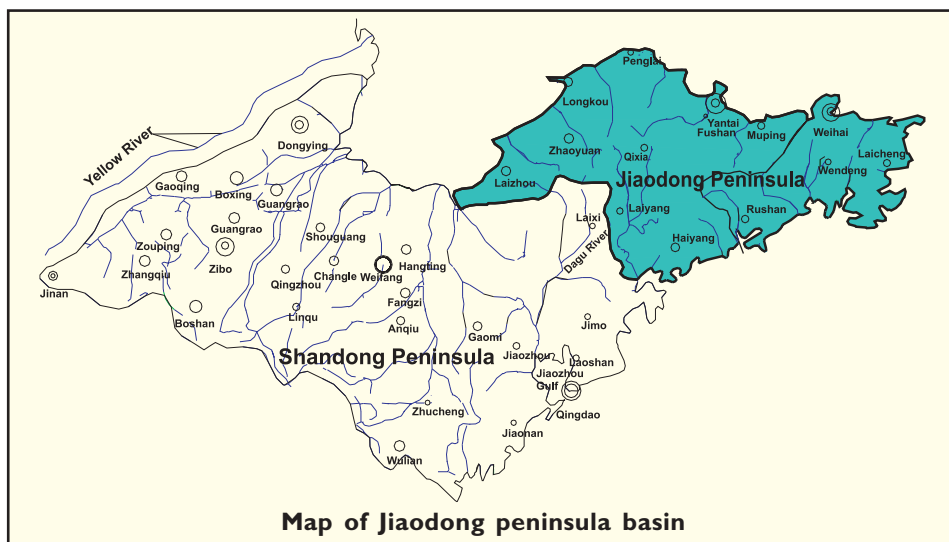 Penglai
Longkou
Yantai
Fushan
Muping
Weihai
Yellow River
Dongying
Zhaoyuan
Qixia
Laicheng
Wendeng
Gaoqing
Boxing
Guangrao
Laizhou
Jiaodong Peninsula
Laiyang
Rushan
Laixi
Guangrao
Shouguang
Zouping
Haiyang
Dagu River
Zibo
Zhangqiu
Qingzhou
Changle
Weifang
Hangting
Jinan
Fangzi
Linqu
Boshan
Anqiu
Gaomi
Jimo
Shandong Peninsula
Jiaozhou
Laoshan
Jiaozhou
Gulf
Zhucheng
Qingdao
Jiaonan
Wulian
Map of Jiaodong peninsula basin